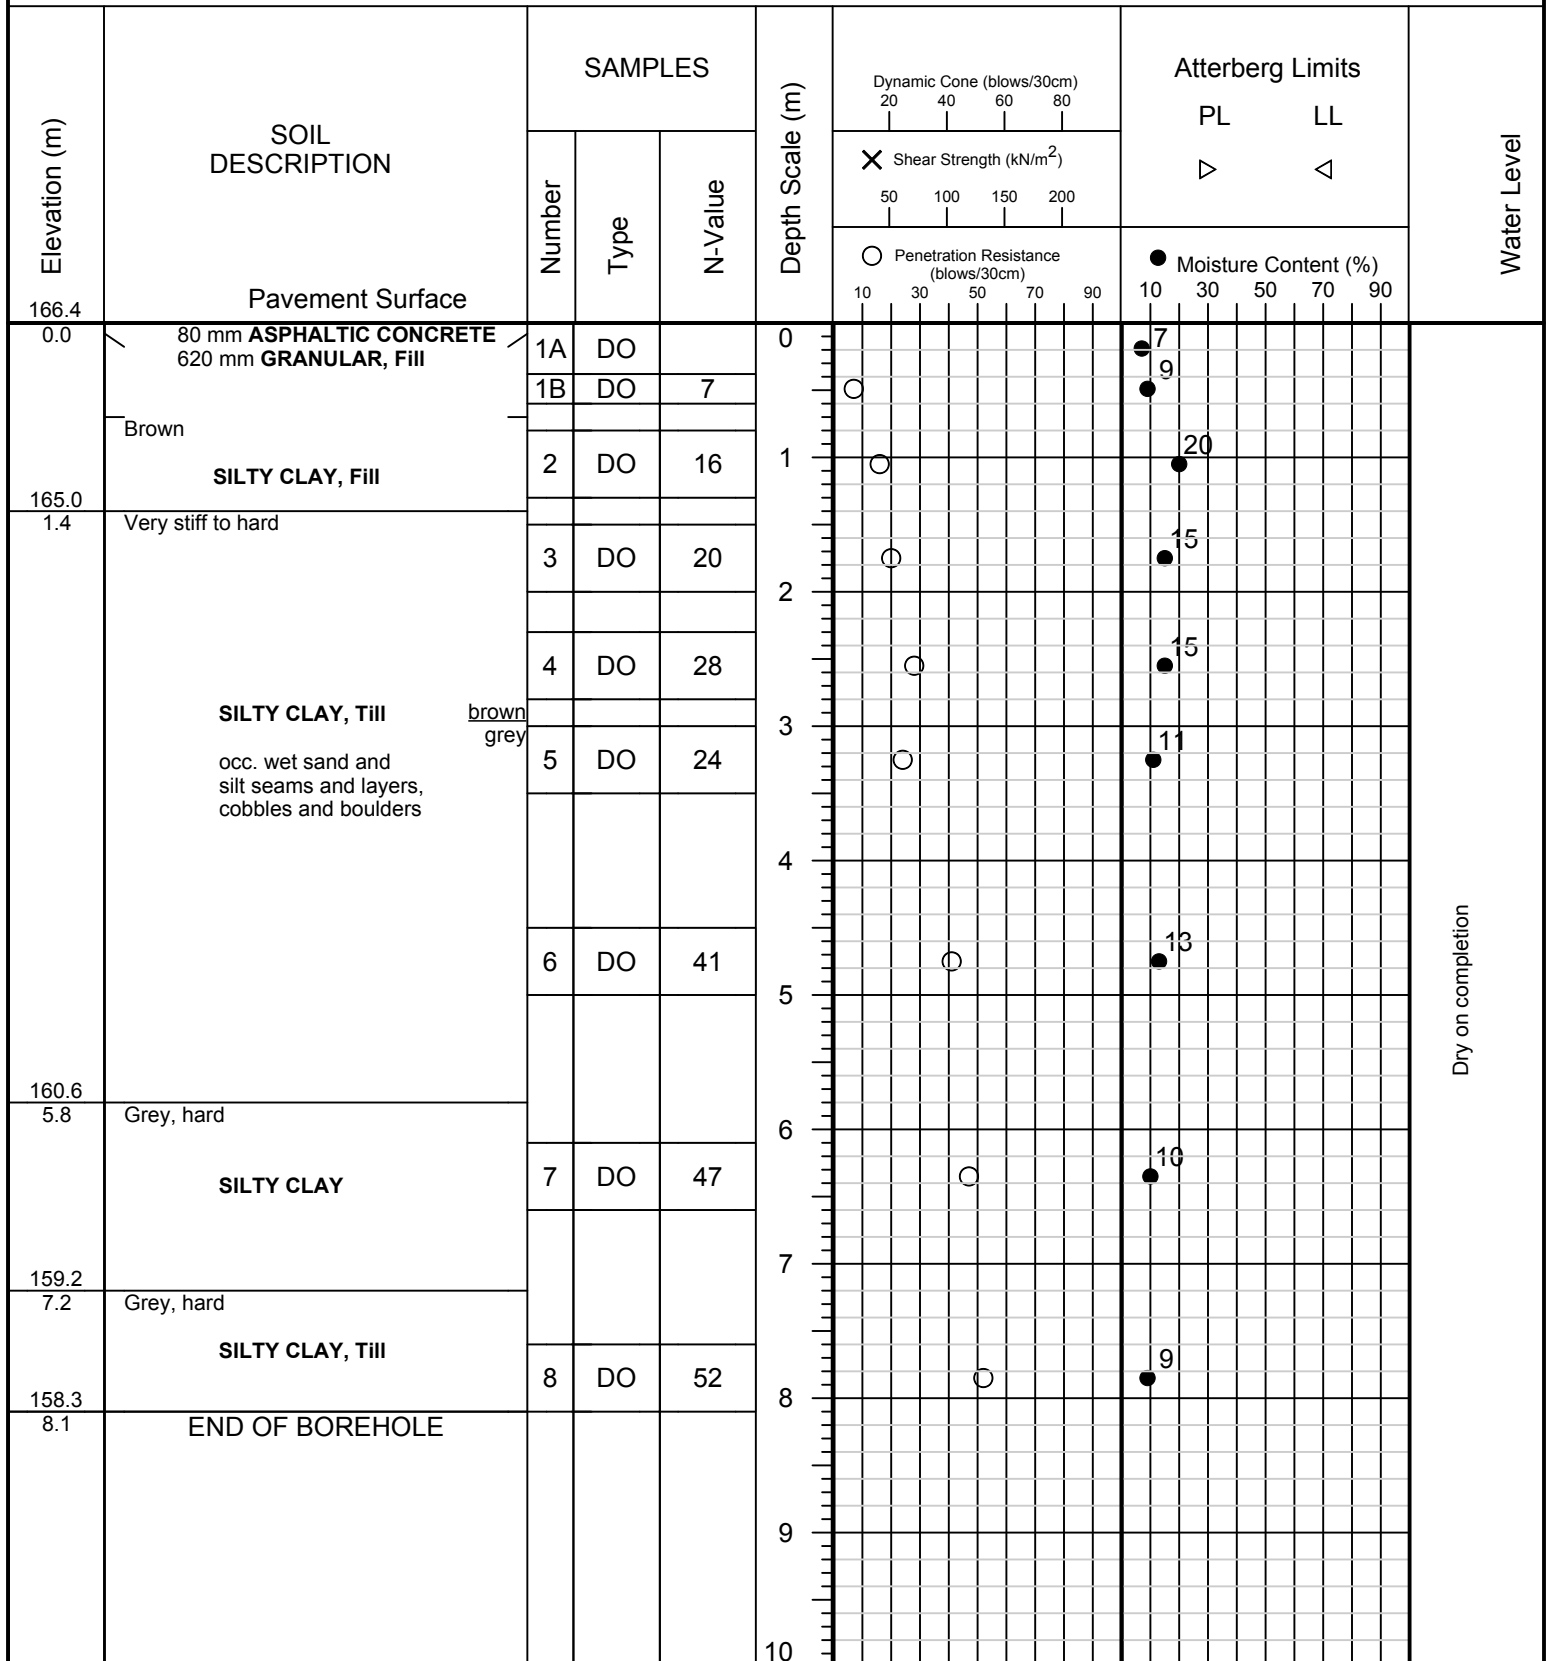 Elevation (m)
SOIL
DESCRIPTION
Pavement Surface
SAMPLES
Number
Type
N-Value
Depth Scale (m)
Dynamic Cone (blows/30cm)
20 40 60 80
Shear Strength (kN/m2)
50 100 150 200
Penetration Resistance
(blows/30cm)
10 30 50 70 90
Atterberg Limits
PL LL
Moisture Content (%)
10 30 50 70 90
Water Level
166.4
0.0
80 mm ASPHALTIC CONCRETE
620 mm GRANULAR, Fill
1A DO
0
7
1B DO 7
9
Brown
SILTY CLAY, Fill
2 DO 16
1
20
165.0
1.4
Very stiff to hard
3 DO 20
15
2
4 DO 28
15
SILTY CLAY, Till
brown
grey
occ. wet sand and
silt seams and layers,
cobbles and boulders
3
5 DO 24
11
4
6 DO 41
13
5
Dry on completion
160.6
5.8
Grey, hard
SILTY CLAY
6
7 DO 47
10
7
159.2
7.2
Grey, hard
SILTY CLAY, Till
8 DO 52
9
8
158.3
8.1
END OF BOREHOLE
9
10